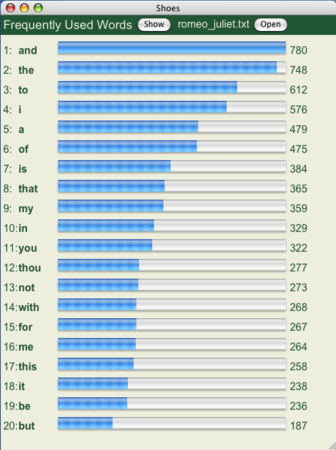 Shoes
Frequently Used Words Show romeo_juliet.txt Open
1: and 780
2: the 748
3: to 612
4: i 576
5: a 479
6: of 475
7: is 384
8: that 365
9: my 359
10:in 329
11:you 322
12:thou 277
13:not 273
14:with 268
15:for 267
16:me 264
17:this 258
18:it 238
19:be 236
20:but 187